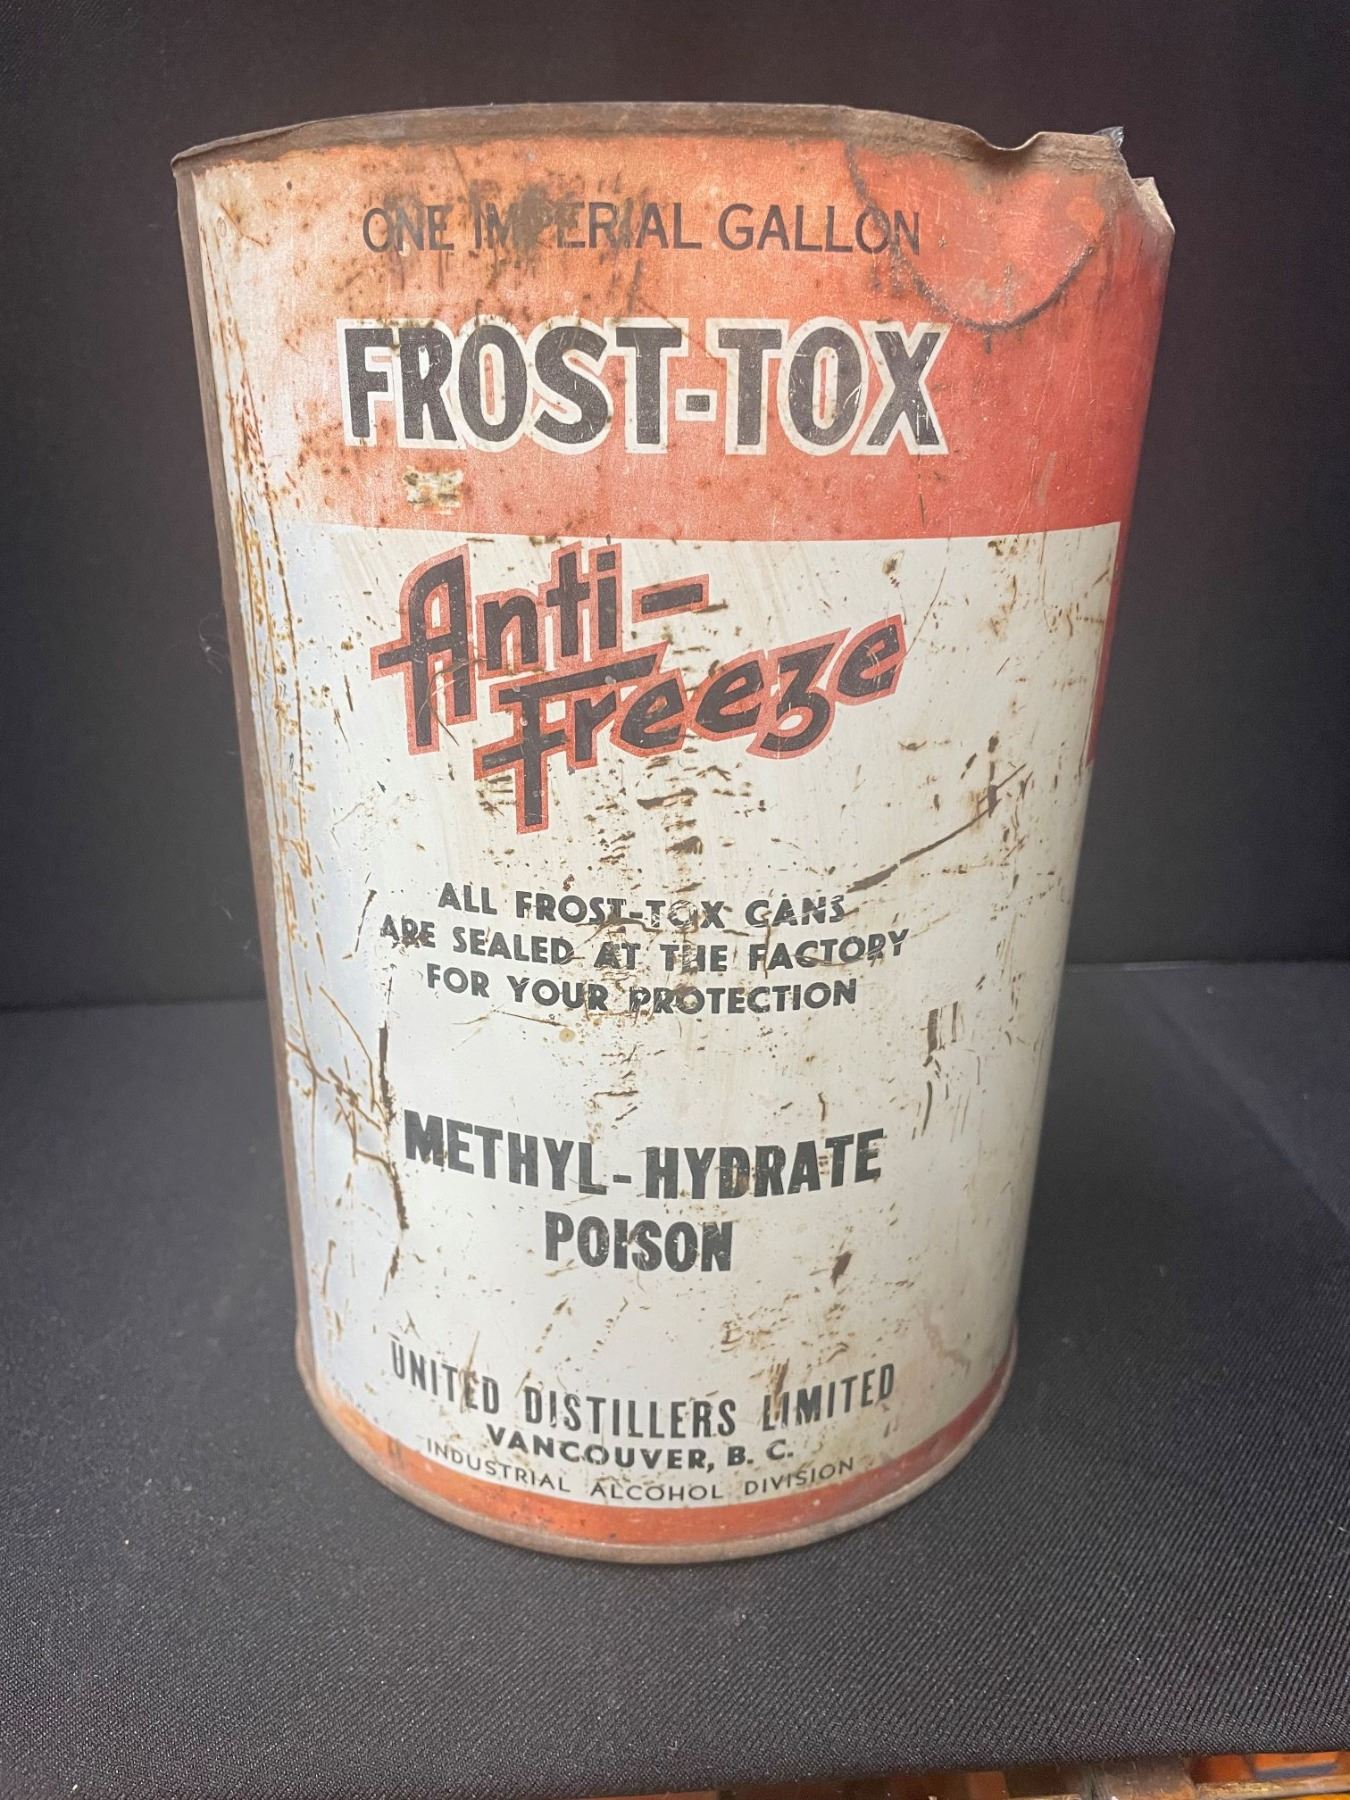 ONE IMPERIAL GALLON
FROST-TOX
Anti-
Freeze
ALL FROST-TOX CANS
ARE SEALED AT THE FACTORY
FOR YOUR PROTECTION
METHYL-HYDRATE
POISON
UNITED DISTILLERS LIMITED
VANCOUVER, B. C.
INDUSTRIAL ALCOHOL DIVISION